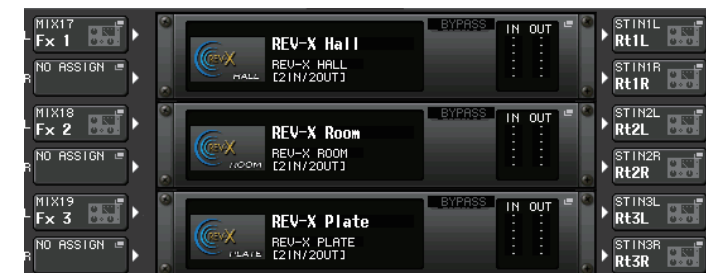 MIX17
Fx 1
L
NO ASSIGN
R
REV-X HALL
REV-X Hall
REV-X HALL
[2IN/2OUT]
BYPASS
IN OUT
STIN1L
Rt1L
STIN1R
Rt1R
MIX18
Fx 2
L
NO ASSIGN
R
REV-X ROOM
REV-X Room
REV-X ROOM
[2IN/2OUT]
BYPASS
IN OUT
STIN2L
Rt2L
STIN2R
Rt2R
MIX19
Fx 3
L
NO ASSIGN
R
REV-X PLATE
REV-X Plate
REV-X PLATE
[2IN/2OUT]
BYPASS
IN OUT
STIN3L
Rt3L
STIN3R
Rt3R